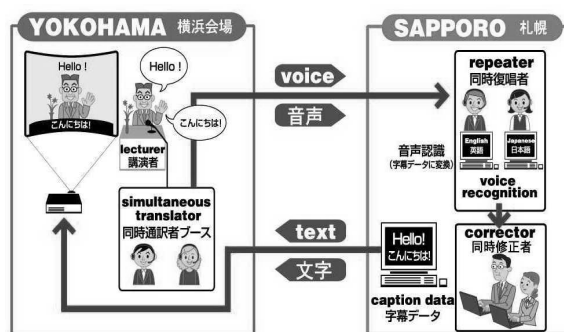 YOKOHAMA 横浜会場
Hello !
こんにちは!
Hello !
こんにちは!
lecturer
講演者
simultaneous
translator
同時通訳者ブース
voice
音声
text
文字
SAPPORO 札幌
repeater
同時復唱者
English
英語
Japanese
日本語
音声認識
(字幕データに変換)
voice
recognition
corrector
同時修正者
Hello!
こんにちは!
caption data
字幕データ